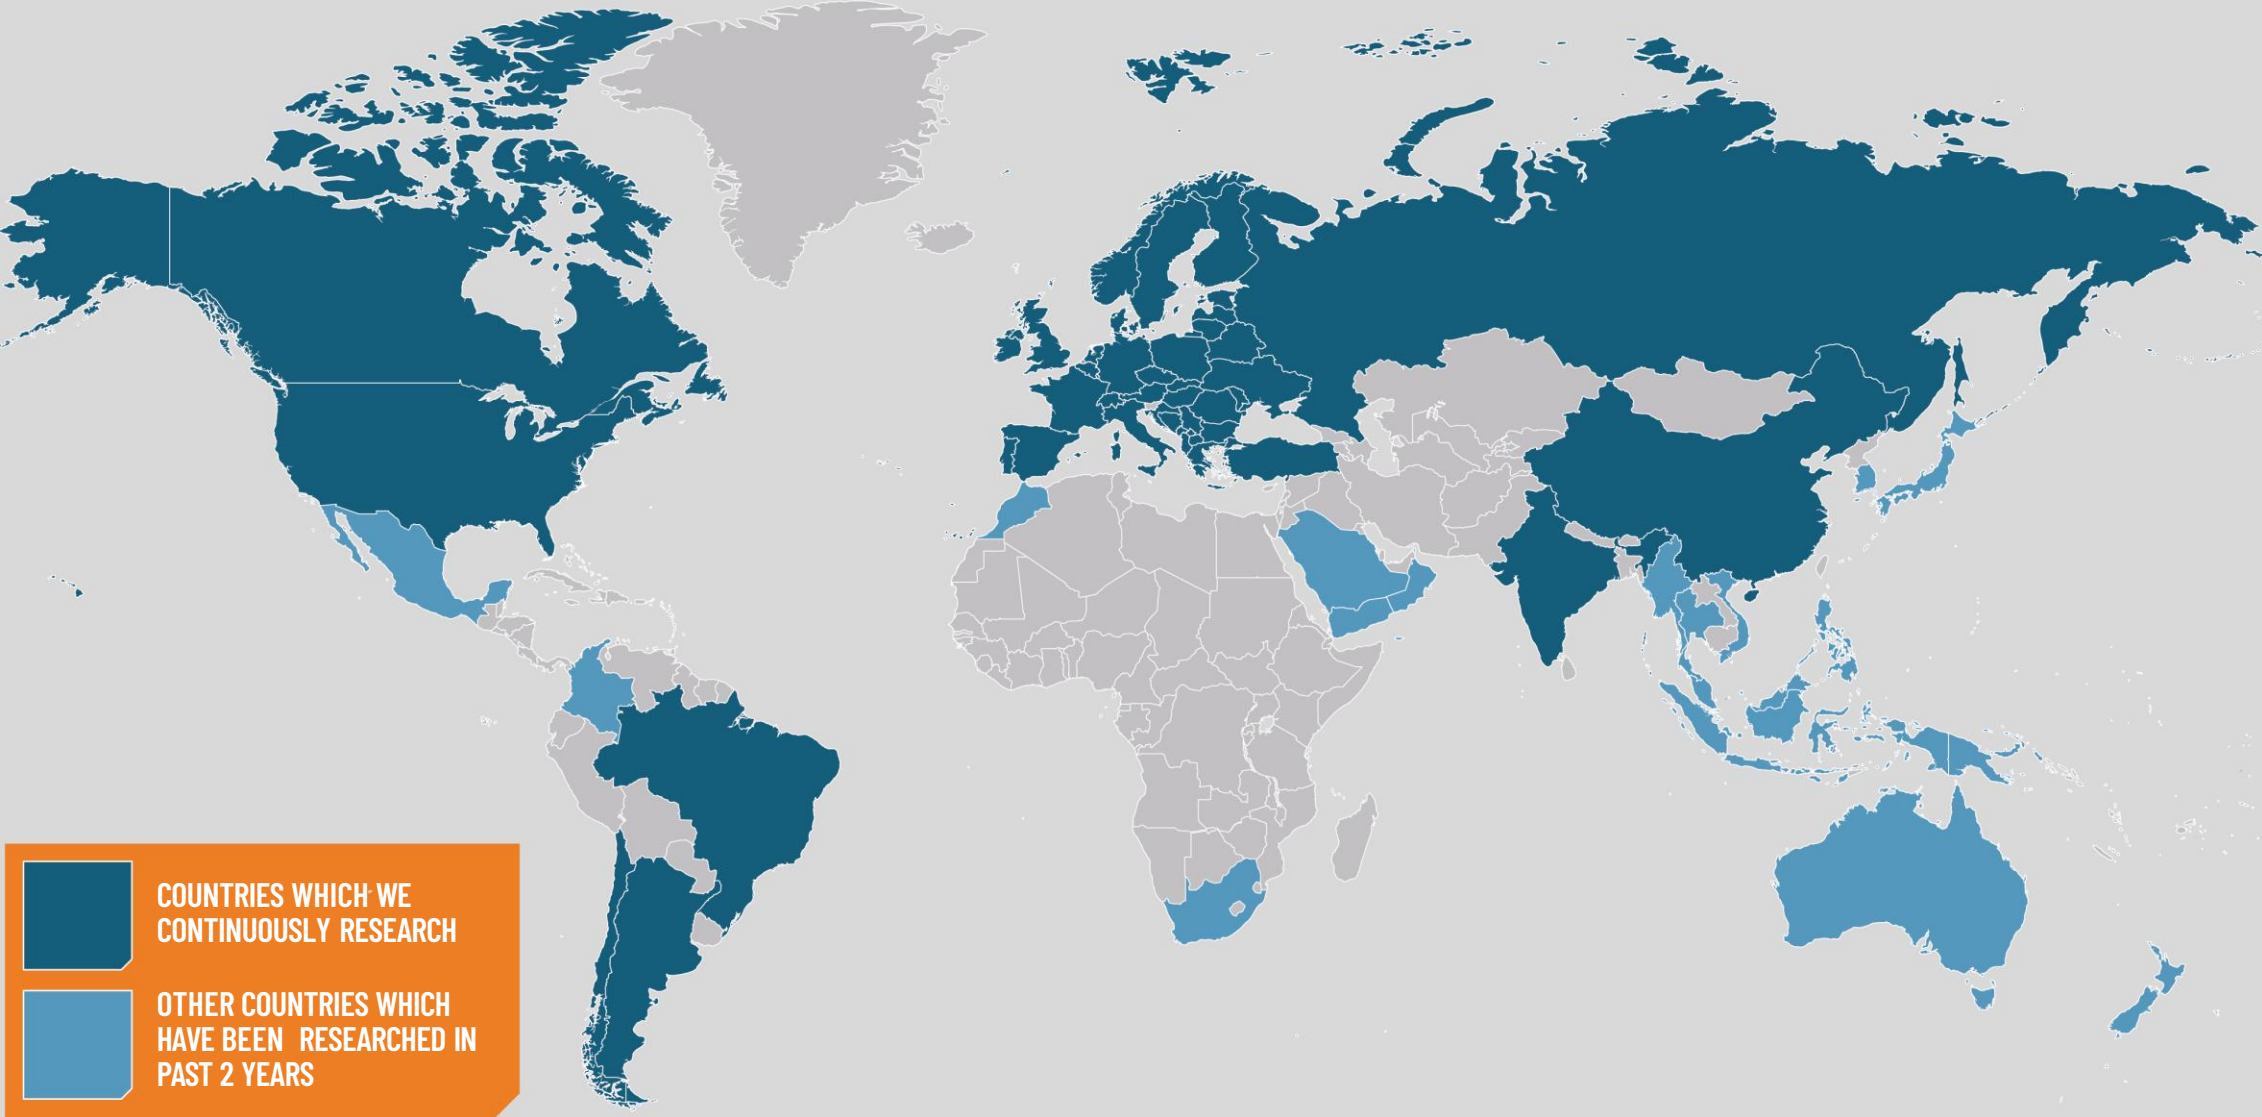 COUNTRIES WHICH WE
CONTINUOUSLY RESEARCH
OTHER COUNTRIES WHICH
HAVE BEEN RESEARCHED IN
PAST 2 YEARS